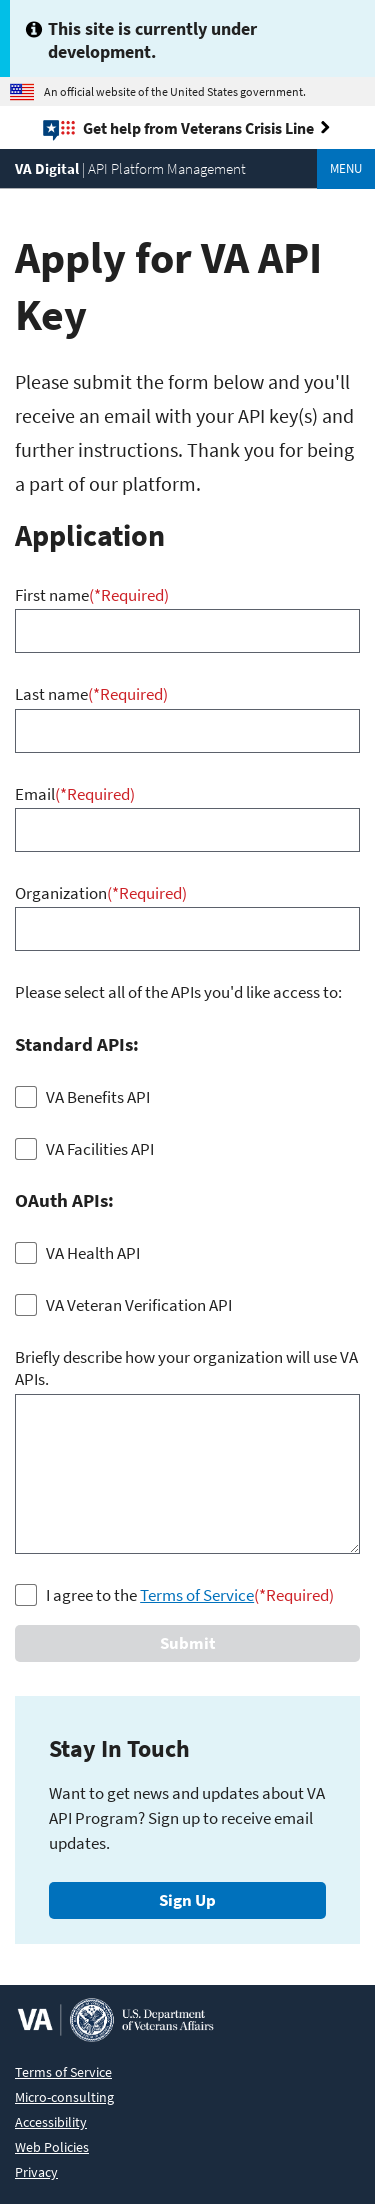 This site is currently under
development.
An official website of the United States government.
Get help from Veterans Crisis Line
VA Digital | API Platform Management
MENU
Apply for VA API
Key
Please submit the form below and you'll
receive an email with your API key(s) and
further instructions. Thank you for being
a part of our platform.
Application
First name(*Required)
Last name(*Required)
Email(*Required)
Organization(*Required)
Please select all of the APIs you'd like access to:
Standard APIs:
VA Benefits API
VA Facilities API
OAuth APIs:
VA Health API
VA Veteran Verification API
Briefly describe how your organization will use VA
APIs.
I agree to the Terms of Service(*Required)
Submit
Stay In Touch
Want to get news and updates about VA
API Program? Sign up to receive email
updates.
Sign Up
VA
U.S. Department
of Veterans Affairs
Terms of Service
Micro-consulting
Accessibility
Web Policies
Privacy